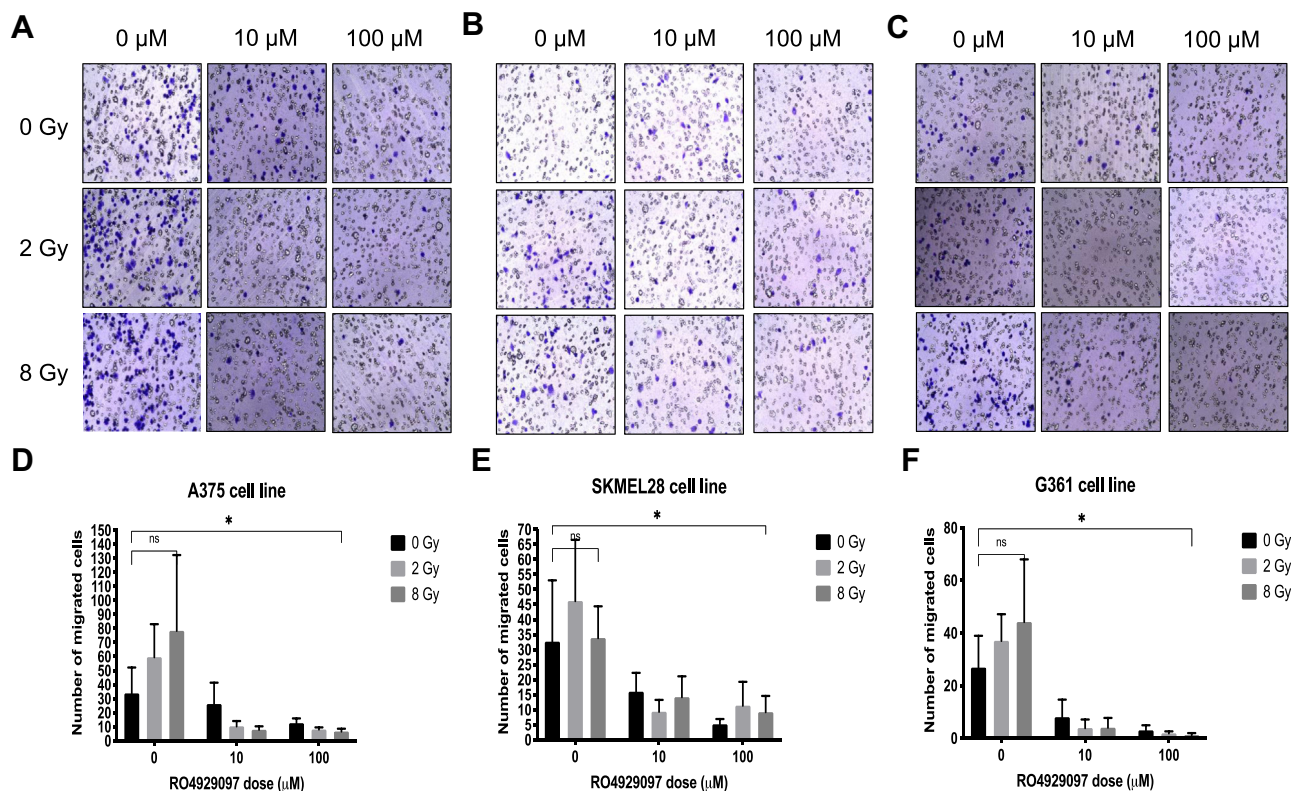 A
0 µM 10 µM 100 µM
B
0 µM 10 µM 100 µM
C
0 µM 10 µM 100 µM
0 Gy
2 Gy
8 Gy
D
A375 cell line
*
ns
Number of migrated cells
150
140
130
120
110
100
90
80
70
60
50
40
30
20
10
0
0 10 100
RO4929097 dose (µM)
0 Gy
2 Gy
8 Gy
E
SKMEL28 cell line
*
ns
Number of migrated cells
70
65
60
55
50
45
40
35
30
25
20
15
10
5
0
0 10 100
RO4929097 dose (µM)
0 Gy
2 Gy
8 Gy
F
G361 cell line
*
ns
Number of migrated cells
80
60
40
20
0
0 10 100
RO4929097 dose (µM)
0 Gy
2 Gy
8 Gy